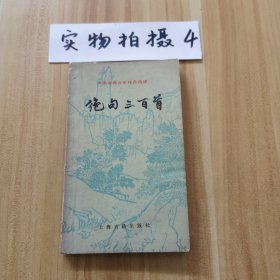 实物拍摄4
中国古典文学作品选读
绝句三百首
上海古籍出版社